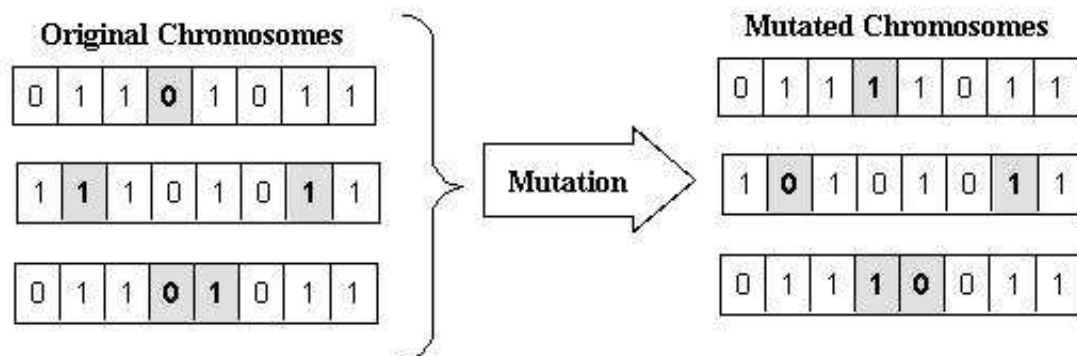 Original Chromosomes
0 1 1 0 1 0 1 1
1 1 1 0 1 0 1 1
0 1 1 0 1 0 1 1
Mutation
Mutated Chromosomes
0 1 1 1 1 0 1 1
1 0 1 0 1 0 1 1
0 1 1 1 0 0 1 1